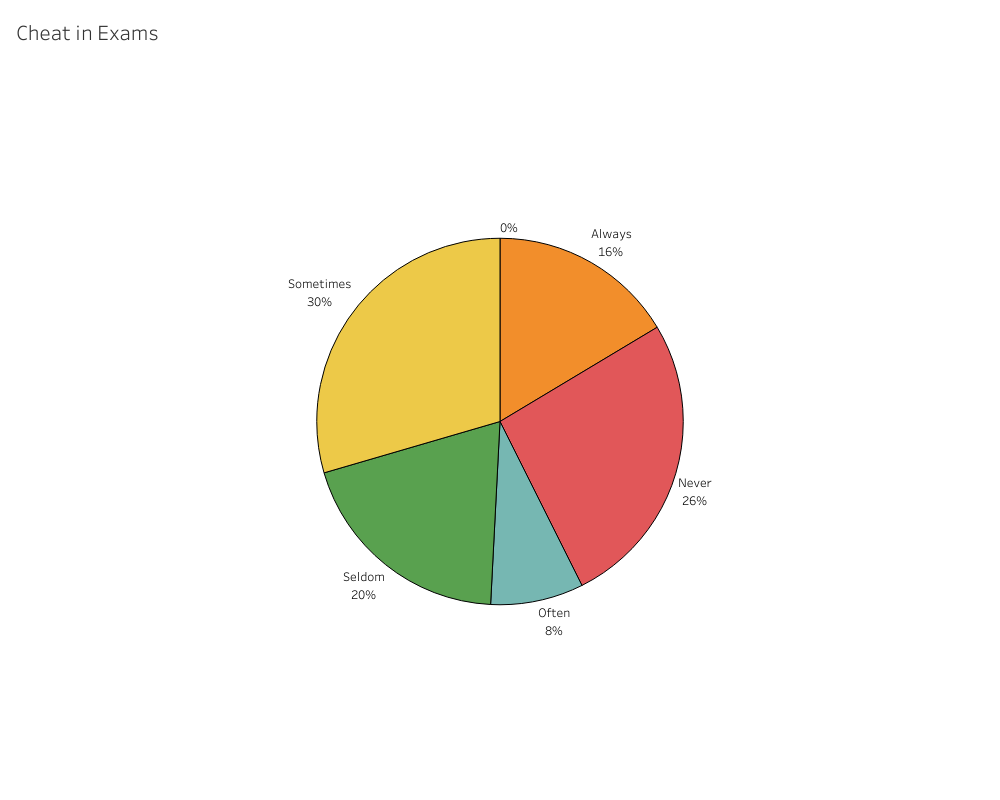 Cheat in Exams
0%
Always
16%
Sometimes
30%
Never
26%
Seldom
20%
Often
8%